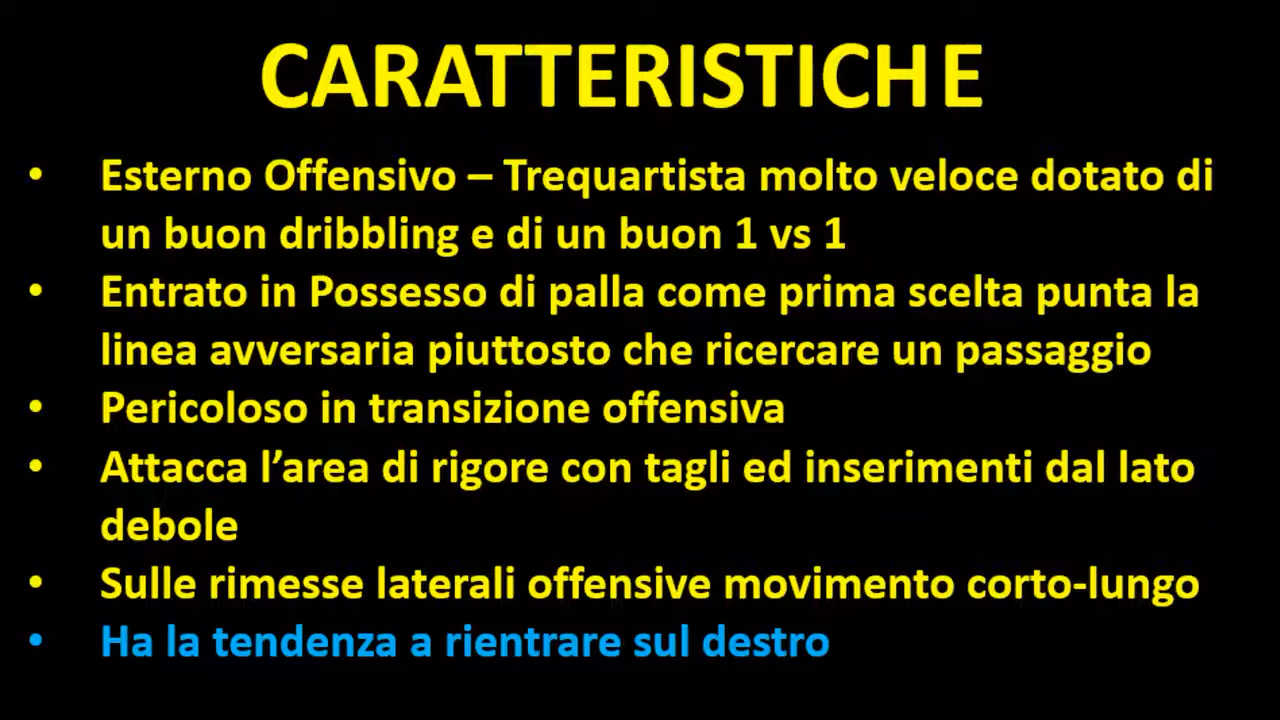 CARATTERISTICHE
• Esterno Offensivo – Trequartista molto veloce dotato di
un buon dribbling e di un buon 1 vs 1
• Entrato in Possesso di palla come prima scelta punta la
linea avversaria piuttosto che ricercare un passaggio
• Pericoloso in transizione offensiva
• Attacca l’area di rigore con tagli ed inserimenti dal lato
debole
• Sulle rimesse laterali offensive movimento corto-lungo
• Ha la tendenza a rientrare sul destro